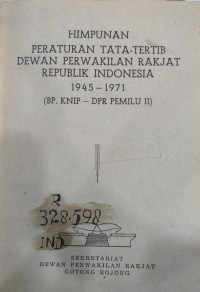 HIMPUNAN
PERATURAN TATA-TERTIB
DEWAN PERWAKILAN RAKJAT
REPUBLIK INDONESIA
1945 – 1971
(BP. KNIP – DPR PEMILU II)
R
328.598
IND
SEKRETARIAT
DEWAN PERWAKILAN RAKJAT
GOTONG ROJONG